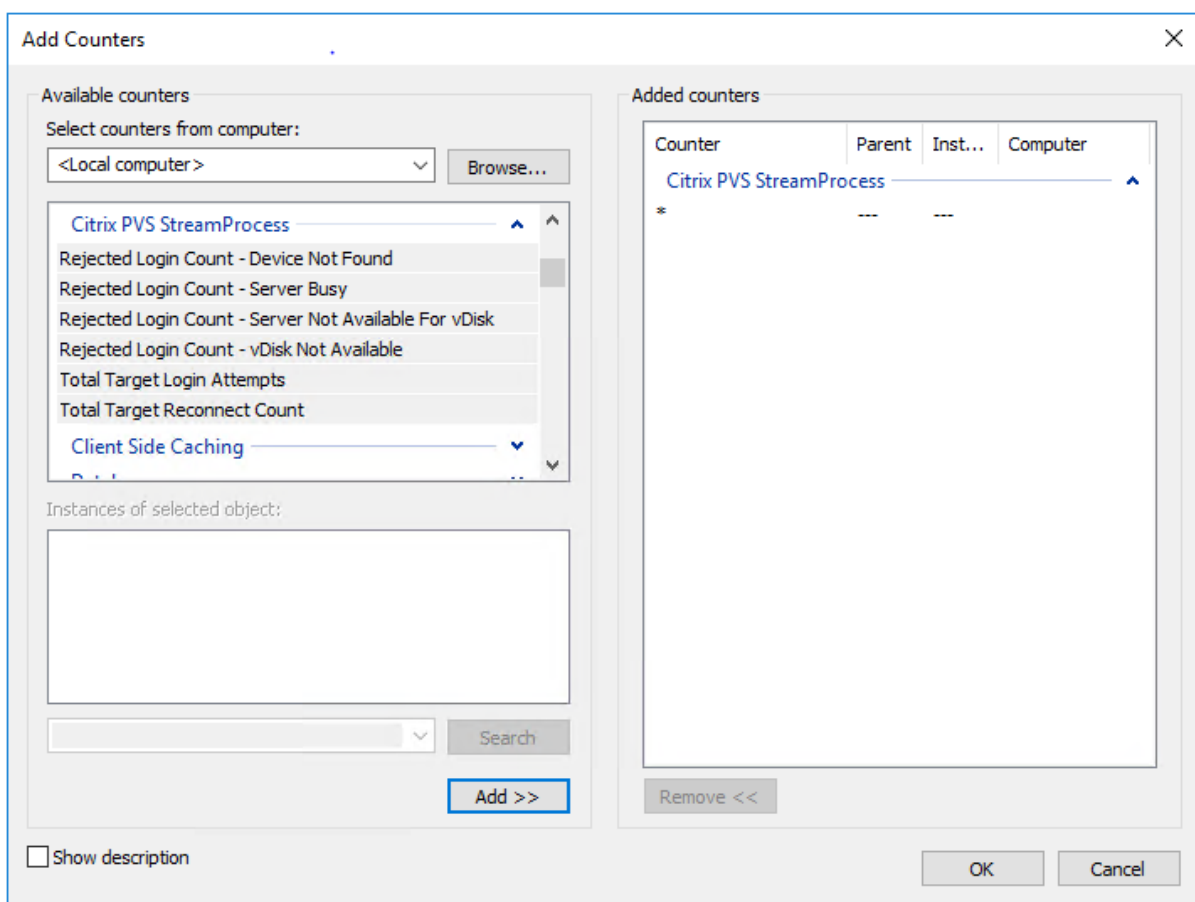 Add Counters
Available counters
Select counters from computer:
<Local computer>
Browse...
Citrix PVS StreamProcess
Rejected Login Count - Device Not Found
Rejected Login Count - Server Busy
Rejected Login Count - Server Not Available For vDisk
Rejected Login Count - vDisk Not Available
Total Target Login Attempts
Total Target Reconnect Count
Client Side Caching
Instances of selected object:
Search
Add >>
Show description
Added counters
Counter Parent Inst... Computer
Citrix PVS StreamProcess
* --- ---
Remove <<
OK Cancel